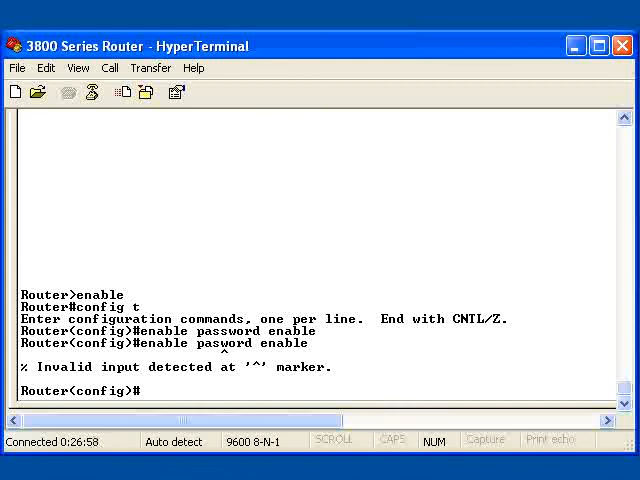 3800 Series Router - HyperTerminal
File Edit View Call Transfer Help
Router>enable
Router#config t
Enter configuration commands, one per line.  End with CNTL/Z.
Router(config)#enable password enable
Router(config)#enable pasword enable
^
% Invalid input detected at '^' marker.
Router(config)#
Connected 0:26:58 Auto detect 9600 8-N-1 SCROLL CAPS NUM Capture Print echo